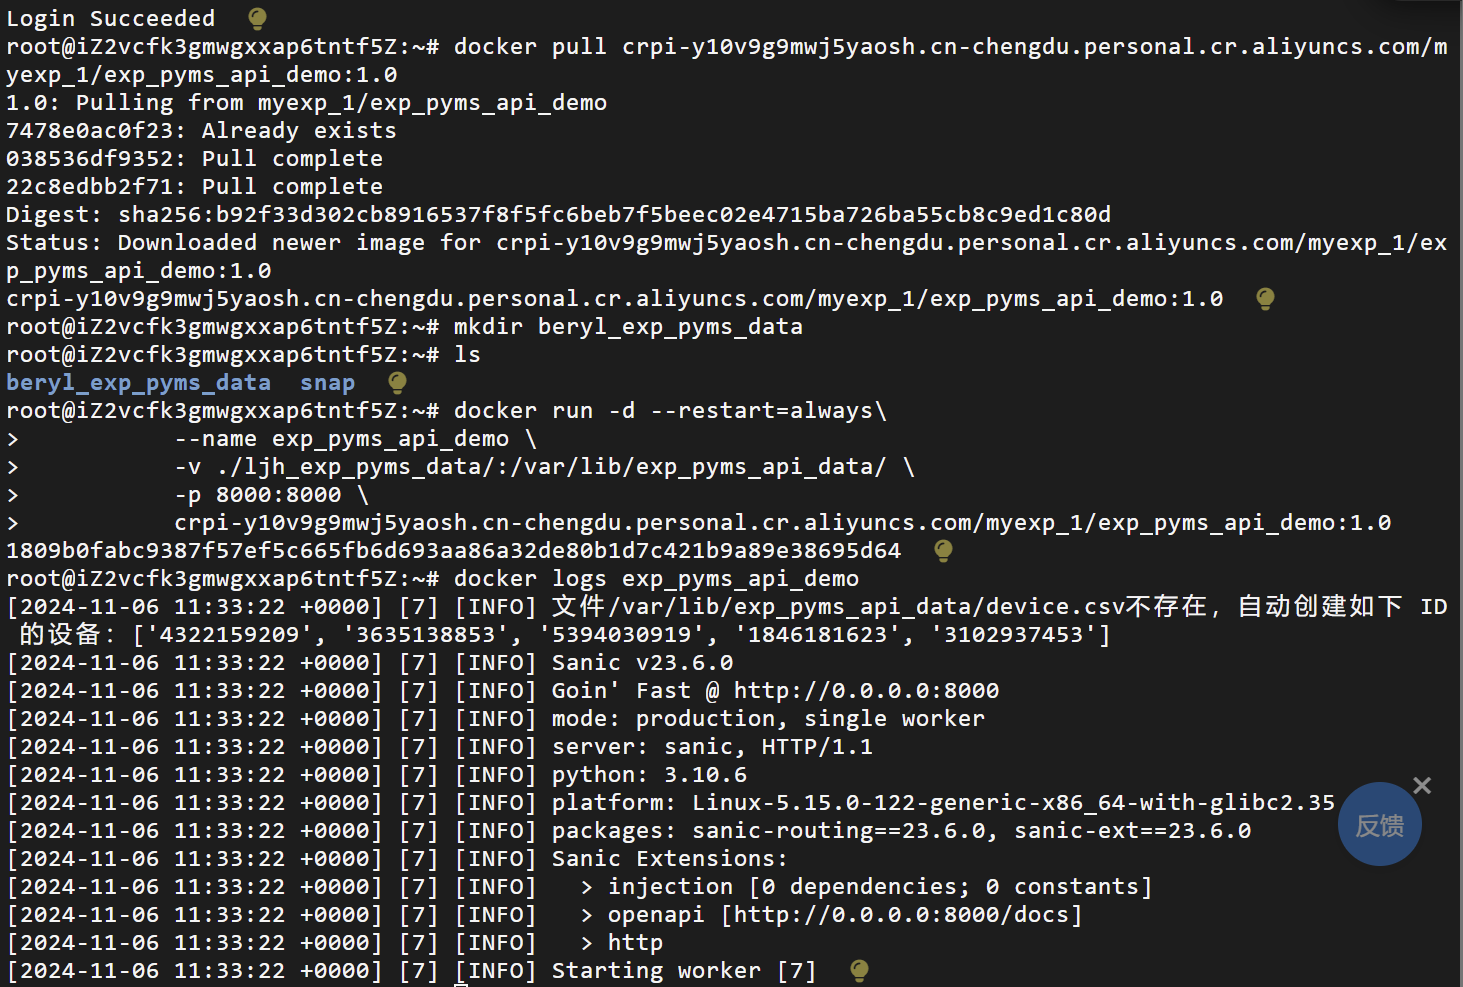 Login Succeeded
root@iZ2vcfk3gmwgxxap6tntf5Z:~# docker pull crpi-y10v9g9mwj5yaosh.cn-chengdu.personal.cr.aliyuncs.com/m
yexp_1/exp_pyms_api_demo:1.0
1.0: Pulling from myexp_1/exp_pyms_api_demo
7478e0ac0f23: Already exists
038536df9352: Pull complete
22c8edbb2f71: Pull complete
Digest: sha256:b92f33d302cb8916537f8f5fc6beb7f5beec02e4715ba726ba55cb8c9ed1c80d
Status: Downloaded newer image for crpi-y10v9g9mwj5yaosh.cn-chengdu.personal.cr.aliyuncs.com/myexp_1/ex
p_pyms_api_demo:1.0
crpi-y10v9g9mwj5yaosh.cn-chengdu.personal.cr.aliyuncs.com/myexp_1/exp_pyms_api_demo:1.0
root@iZ2vcfk3gmwgxxap6tntf5Z:~# mkdir beryl_exp_pyms_data
root@iZ2vcfk3gmwgxxap6tntf5Z:~# ls
beryl_exp_pyms_data  snap
root@iZ2vcfk3gmwgxxap6tntf5Z:~# docker run -d --restart=always\
>           --name exp_pyms_api_demo \
>           -v ./ljh_exp_pyms_data/:/var/lib/exp_pyms_api_data/ \
>           -p 8000:8000 \
>           crpi-y10v9g9mwj5yaosh.cn-chengdu.personal.cr.aliyuncs.com/myexp_1/exp_pyms_api_demo:1.0
1809b0fabc9387f57ef5c665fb6d693aa86a32de80b1d7c421b9a89e38695d64
root@iZ2vcfk3gmwgxxap6tntf5Z:~# docker logs exp_pyms_api_demo
[2024-11-06 11:33:22 +0000] [7] [INFO] 文件/var/lib/exp_pyms_api_data/device.csv不存在，自动创建如下 ID
的设备：['4322159209', '3635138853', '5394030919', '1846181623', '3102937453']
[2024-11-06 11:33:22 +0000] [7] [INFO] Sanic v23.6.0
[2024-11-06 11:33:22 +0000] [7] [INFO] Goin' Fast @ http://0.0.0.0:8000
[2024-11-06 11:33:22 +0000] [7] [INFO] mode: production, single worker
[2024-11-06 11:33:22 +0000] [7] [INFO] server: sanic, HTTP/1.1
[2024-11-06 11:33:22 +0000] [7] [INFO] python: 3.10.6
[2024-11-06 11:33:22 +0000] [7] [INFO] platform: Linux-5.15.0-122-generic-x86_64-with-glibc2.35
[2024-11-06 11:33:22 +0000] [7] [INFO] packages: sanic-routing==23.6.0, sanic-ext==23.6.0
反馈
[2024-11-06 11:33:22 +0000] [7] [INFO] Sanic Extensions:
[2024-11-06 11:33:22 +0000] [7] [INFO]   > injection [0 dependencies; 0 constants]
[2024-11-06 11:33:22 +0000] [7] [INFO]   > openapi [http://0.0.0.0:8000/docs]
[2024-11-06 11:33:22 +0000] [7] [INFO]   > http
[2024-11-06 11:33:22 +0000] [7] [INFO] Starting worker [7]